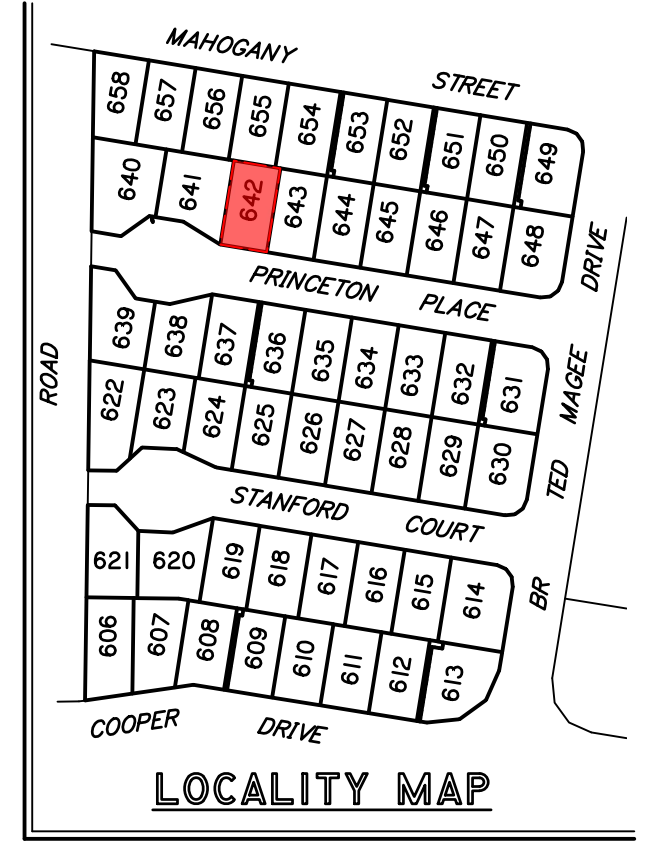 MAHOGANY STREET
658 657 656 655 654 653 652 651 650 649
640 641 642 643 644 645 646 647 648
DRIVE
PRINCETON PLACE
ROAD
639 638 637 636 635 634 633 632 631
MAGEE
622 623 624 625 626 627 628 629 630
TED
STANFORD COURT
621 620 619 618 617 616 615 614
BR
606 607 608 609 610 611 612 613
COOPER DRIVE
LOCALITY MAP